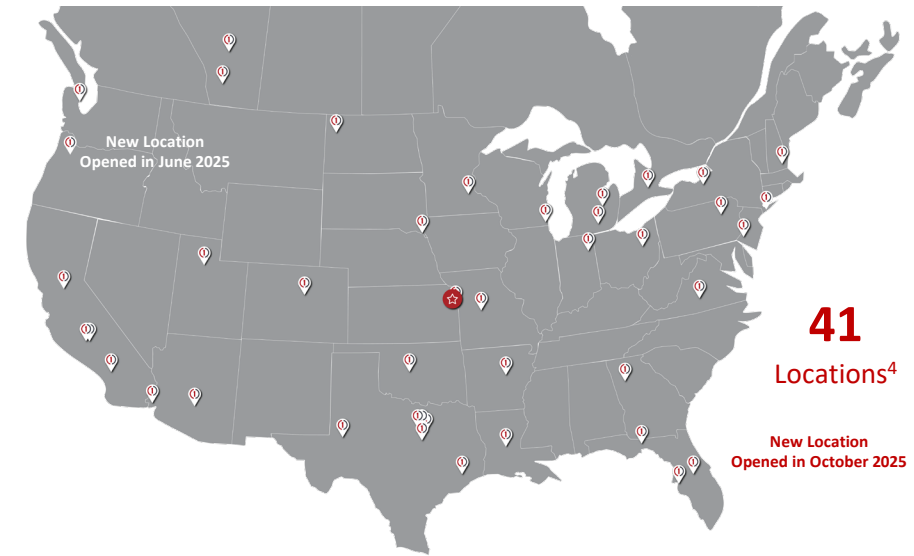 New Location
Opened in June 2025
41
Locations4
New Location
Opened in October 2025